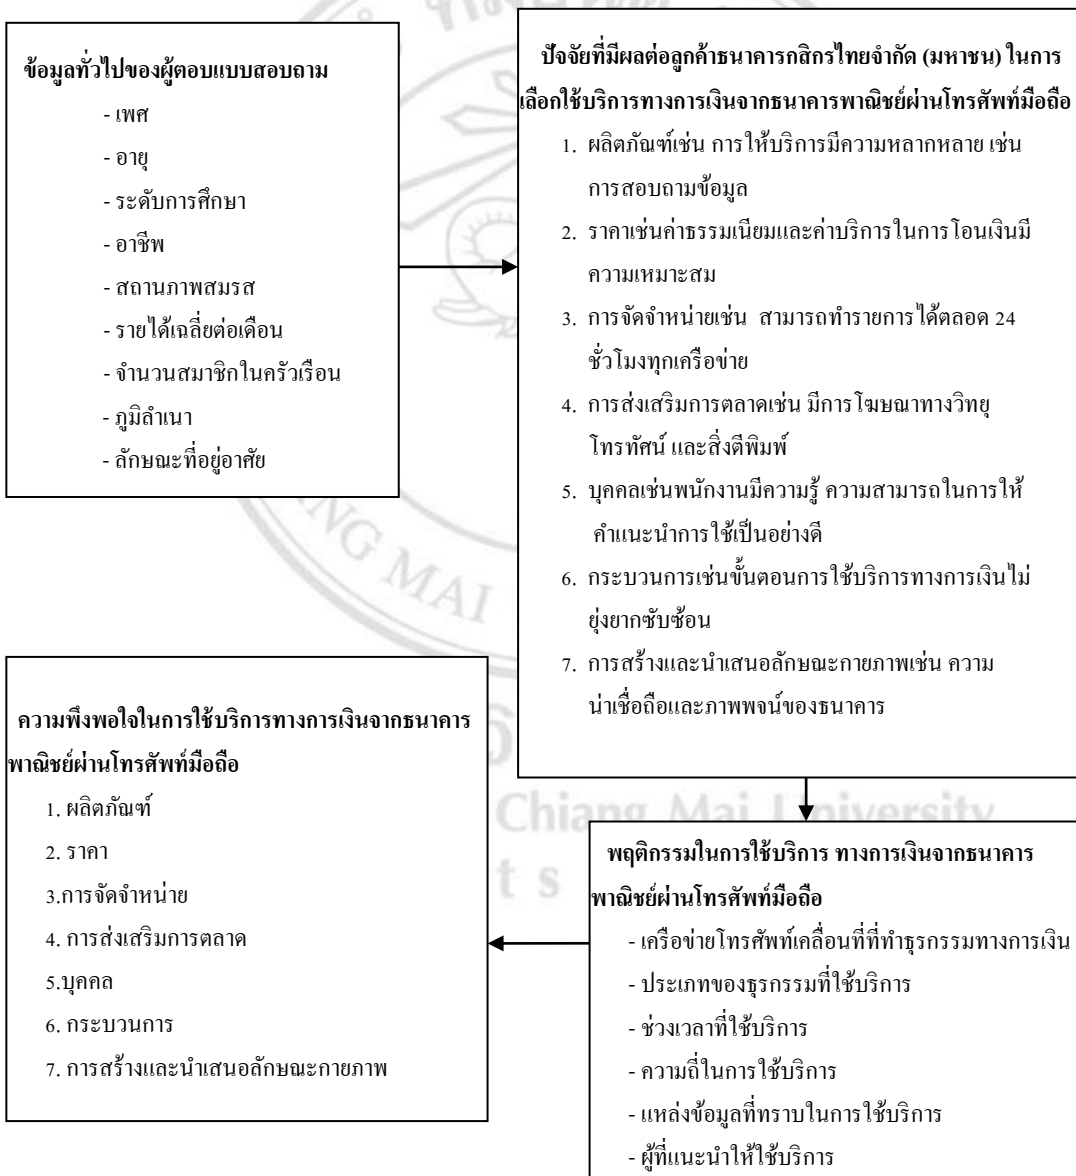 ข้อมูลทั่วไปของผู้ตอบแบบสอบถาม
- เพศ
- อายุ
- ระดับการศึกษา
- อาชีพ
- สถานภาพสมรส
- รายได้เฉลี่ยต่อเดือน
- จำนวนสมาชิกในครัวเรือน
- ภูมิลำเนา
- ลักษณะที่อยู่อาศัย
ปัจจัยที่มีผลต่อลูกค้าธนาคารกสิกรไทยจำกัด (มหาชน) ในการ
เลือกใช้บริการทางการเงินจากธนาคารพาณิชย์ผ่านโทรศัพท์มือถือ
1. ผลิตภัณฑ์เช่น การให้บริการมีความหลากหลาย เช่น
การสอบถามข้อมูล
2. ราคาเช่นค่าธรรมเนียมและค่าบริการในการโอนเงินมี
ความเหมาะสม
3. การจัดจำหน่ายเช่น สามารถทำรายการได้ตลอด 24
ชั่วโมงทุกเครือข่าย
4. การส่งเสริมการตลาดเช่น มีการโฆษณาทางวิทยุ
โทรทัศน์ และสิ่งตีพิมพ์
5. บุคคลเช่นพนักงานมีความรู้ ความสามารถในการให้
คำแนะนำการใช้เป็นอย่างดี
6. กระบวนการเช่นขั้นตอนการใช้บริการทางการเงินไม่
ยุ่งยากซับซ้อน
7. การสร้างและนำเสนอลักษณะกายภาพเช่น ความ
น่าเชื่อถือและภาพพจน์ของธนาคาร
ANG MAI
Chiang Mai University
t s
พฤติกรรมในการใช้บริการ ทางการเงินจากธนาคาร
พาณิชย์ผ่านโทรศัพท์มือถือ
- เครือข่ายโทรศัพท์เคลื่อนที่ที่ทำธุรกรรมทางการเงิน
- ประเภทของธุรกรรมที่ใช้บริการ
- ช่วงเวลาที่ใช้บริการ
- ความถี่ในการใช้บริการ
- แหล่งข้อมูลที่ทราบในการใช้บริการ
- ผู้ที่แนะนำให้ใช้บริการ
ความพึงพอใจในการใช้บริการทางการเงินจากธนาคาร
พาณิชย์ผ่านโทรศัพท์มือถือ
1. ผลิตภัณฑ์
2. ราคา
3.การจัดจำหน่าย
4. การส่งเสริมการตลาด
5.บุคคล
6. กระบวนการ
7. การสร้างและนำเสนอลักษณะกายภาพ